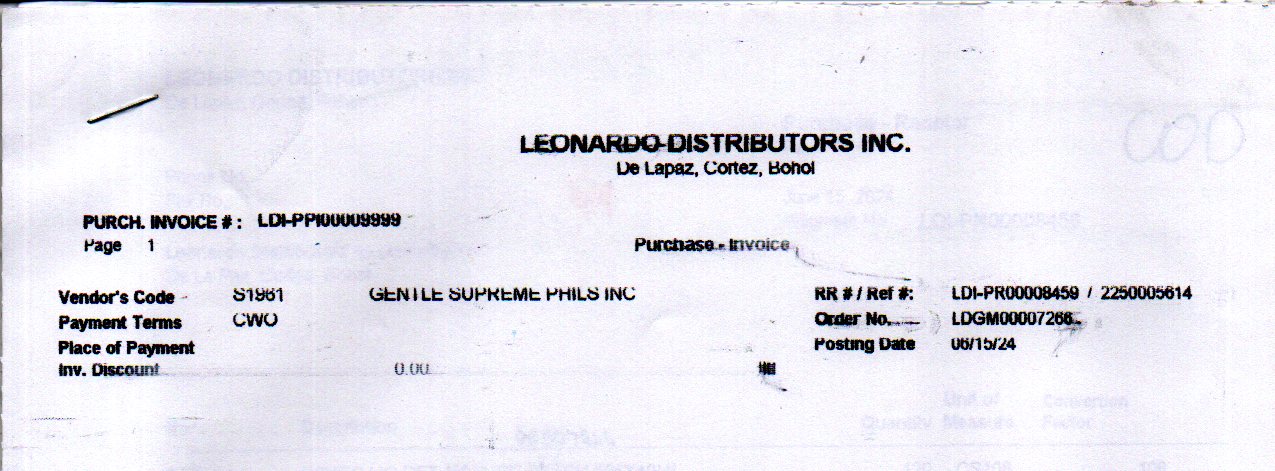 LEONARDO DISTRIBUTORS INC.
De Lapaz, Cortez, Bohol
PURCH. INVOICE # : LDI-PPI00009999
Page 1
Purchase - Invoice
Vendor's Code S1961 GENTLE SUPREME PHILS INC RR # / Ref #: LDI-PR00008459 / 2250005614
Payment Terms CWO Order No. LDGM00007266
Place of Payment Posting Date 06/15/24
Inv. Discount 0.00
COD